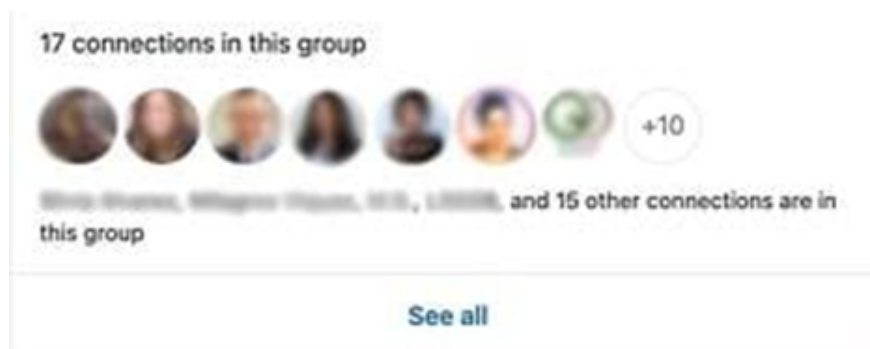 17 connections in this group
+10
and 15 other connections are in
this group
See all